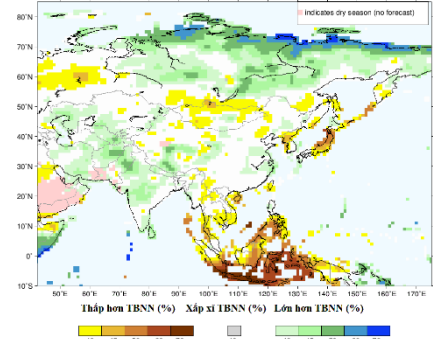 80°N
indicates dry season (no forecast)
70°N
60°N
50°N
40°N
30°N
20°N
10°N
0°
10°S
50°E 60°E 70°E 80°E 90°E 100°E 110°E 120°E 130°E 140°E 150°E 160°E 170°E
Thấp hơn TBNN (%) Xấp xỉ TBNN (%) Lớn hơn TBNN (%)